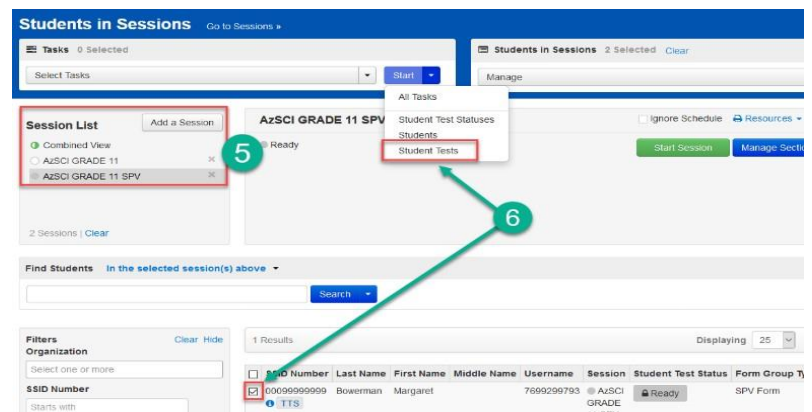 Students in Sessions Go to Sessions »
Tasks 0 Selected
Students in Sessions 2 Selected Clear
Select Tasks
Start
Manage
All Tasks
Student Test Statuses
Students
Student Tests
Session List
Add a Session
Combined View
AzSCI GRADE 11
AzSCI GRADE 11 SPV
2 Sessions | Clear
5
AzSCI GRADE 11 SPV
Ready
Ignore Schedule Resources
Start Session
6
Find Students In the selected session(s) above
Search
Filters Clear Hide
Organization
Select one or more
SSID Number
Starts with
1 Results
Displaying 25
SSID Number Last Name First Name Middle Name Username Session Student Test Status Form Group
00099999999 Bowerman Margaret 7699299793 AzSCI Ready SPV Form
TTS GRADE